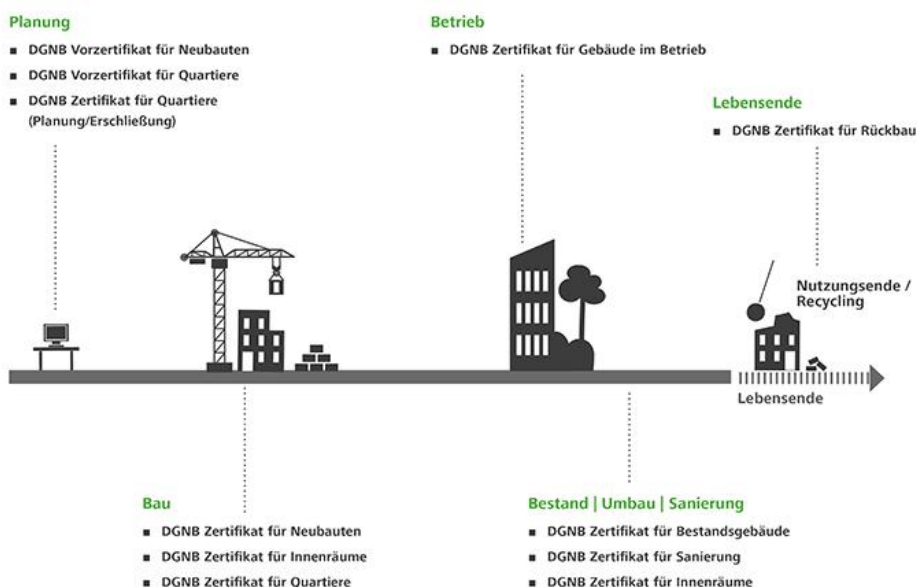 Planung
▪ DGNB Vorzertifikat für Neubauten
▪ DGNB Vorzertifikat für Quartiere
▪ DGNB Zertifikat für Quartiere
(Planung/Erschließung)
Betrieb
▪ DGNB Zertifikat für Gebäude im Betrieb
Lebensende
▪ DGNB Zertifikat für Rückbau
Nutzungsende /
Recycling
Lebensende
Bau
▪ DGNB Zertifikat für Neubauten
▪ DGNB Zertifikat für Innenräume
▪ DGNB Zertifikat für Quartiere
Bestand | Umbau | Sanierung
▪ DGNB Zertifikat für Bestandsgebäude
▪ DGNB Zertifikat für Sanierung
▪ DGNB Zertifikat für Innenräume